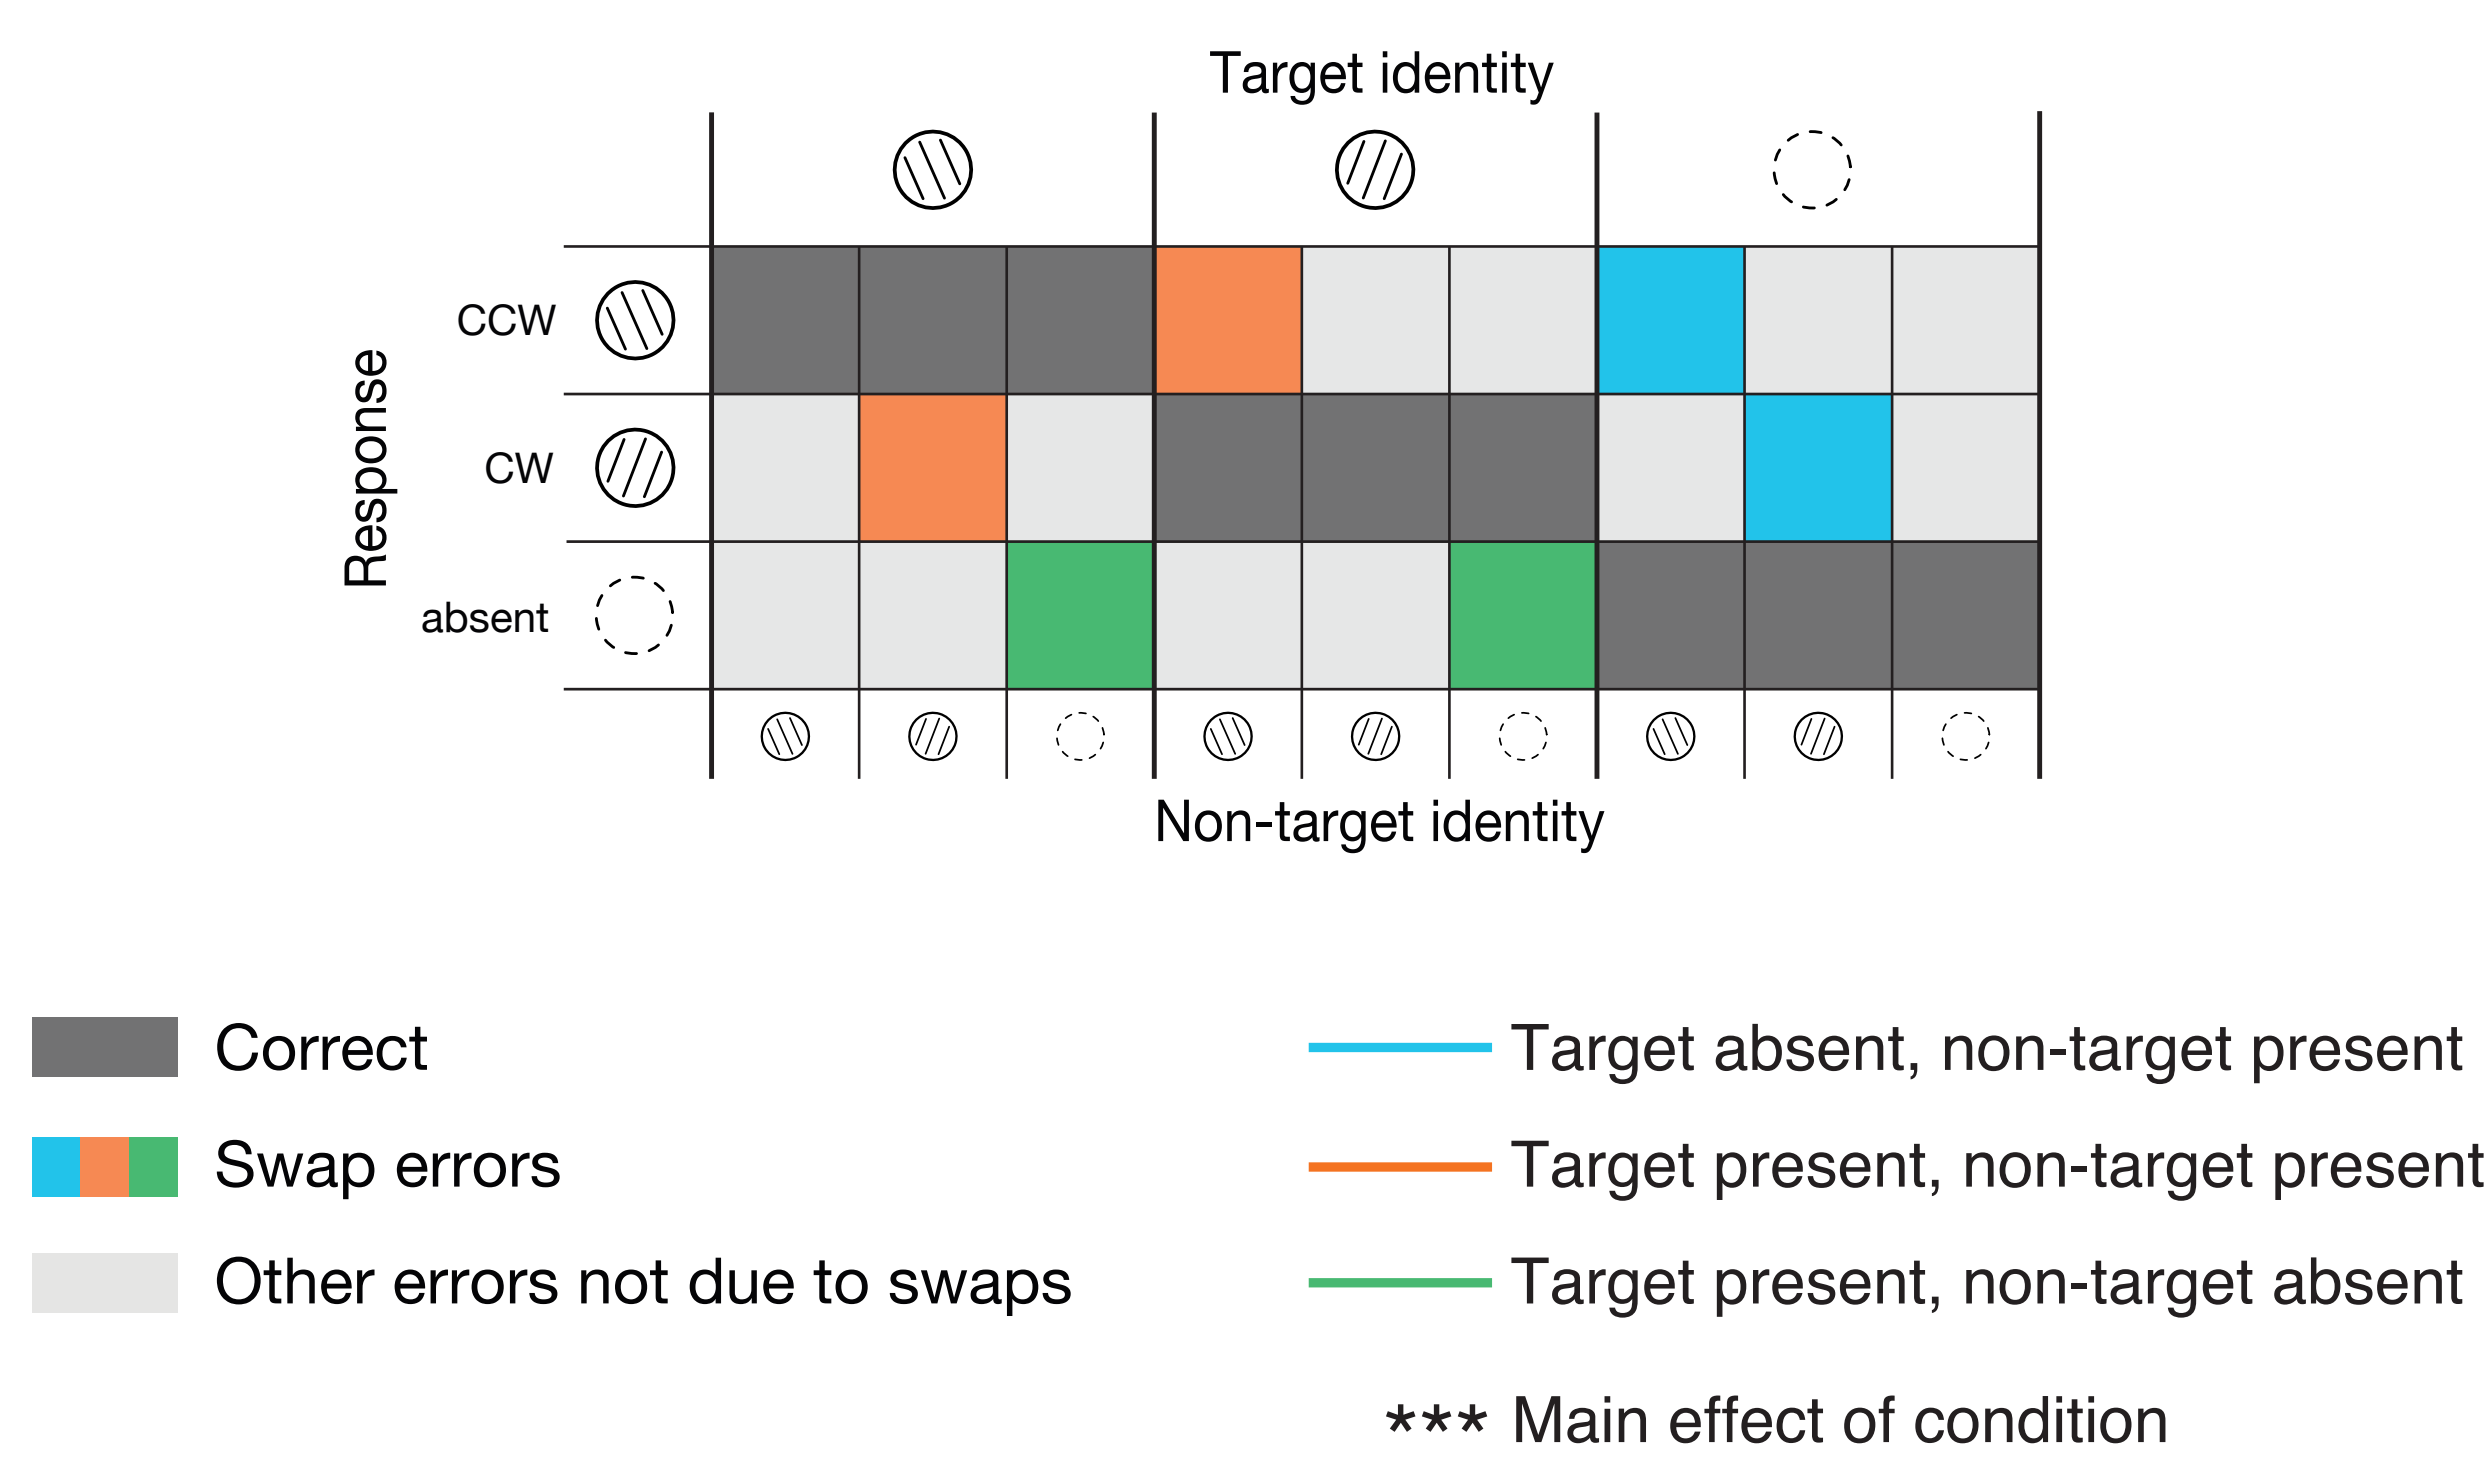 Target identity
Response
CCW
CW
absent
Non-target identity
Correct
Swap errors
Other errors not due to swaps
Target absent, non-target present
Target present, non-target present
Target present, non-target absent
*** Main effect of condition